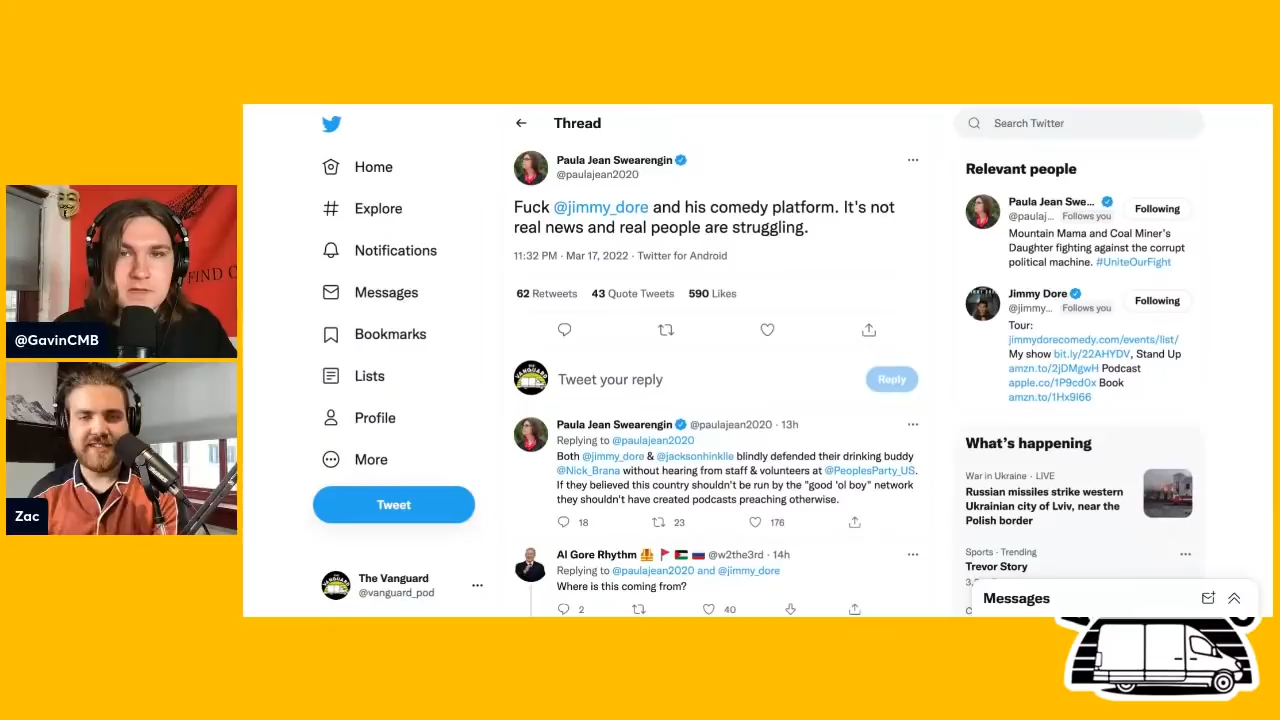 FIND O
@GavinCMB
Zac
Home
Explore
Notifications
Messages
Bookmarks
Lists
Profile
More
Tweet
The Vanguard
@vanguard_pod
Thread
Paula Jean Swearengin
@paulajean2020
Fuck @jimmy_dore and his comedy platform. It's not
real news and real people are struggling.
11:32 PM · Mar 17, 2022 · Twitter for Android
62 Retweets 43 Quote Tweets 590 Likes
Tweet your reply
Reply
Paula Jean Swearengin @paulajean2020 · 13h
Replying to @paulajean2020
Both @jimmy_dore & @jacksonhinklle blindly defended their drinking buddy
@Nick_Brana without hearing from staff & volunteers at @PeoplesParty_US.
If they believed this country shouldn't be run by the "good 'ol boy" network
they shouldn't have created podcasts preaching otherwise.
18 23 176
Al Gore Rhythm @w2the3rd · 14h
Replying to @paulajean2020 and @jimmy_dore
Where is this coming from?
2 40
Search Twitter
Relevant people
Paula Jean Swe...
@paulaj... Follows you
Following
Mountain Mama and Coal Miner's
Daughter fighting against the corrupt
political machine. #UniteOurFight
Jimmy Dore
@jimmy... Follows you
Following
Tour:
jimmydorecomedy.com/events/list/
My show bit.ly/22AHYDV, Stand Up
amzn.to/2jDMgwH Podcast
apple.co/1P9cd0x Book
amzn.to/1Hx9I66
What's happening
War in Ukraine · LIVE
Russian missiles strike western
Ukrainian city of Lviv, near the
Polish border
Sports · Trending
Trevor Story
Messages